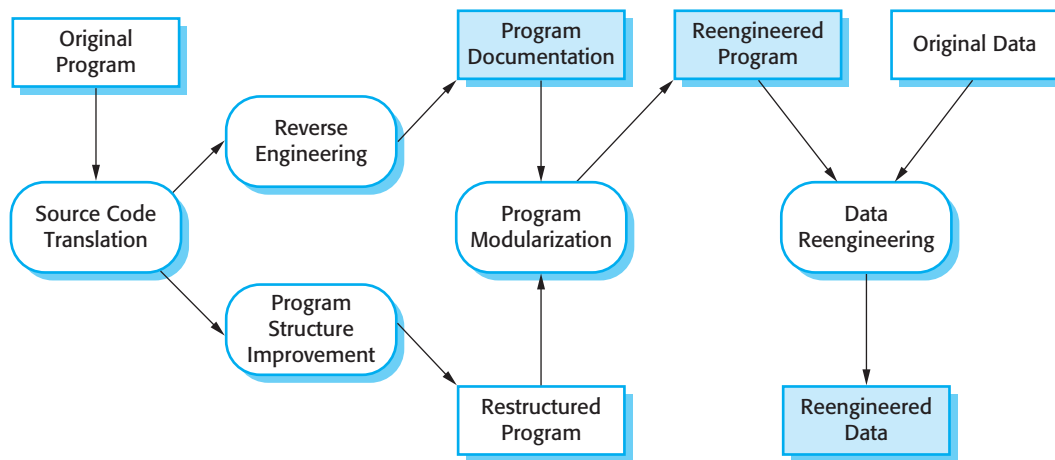 Original
Program
Program
Documentation
Reengineered
Program
Original Data
Reverse
Engineering
Source Code
Translation
Program
Modularization
Data
Reengineering
Program
Structure
Improvement
Restructured
Program
Reengineered
Data